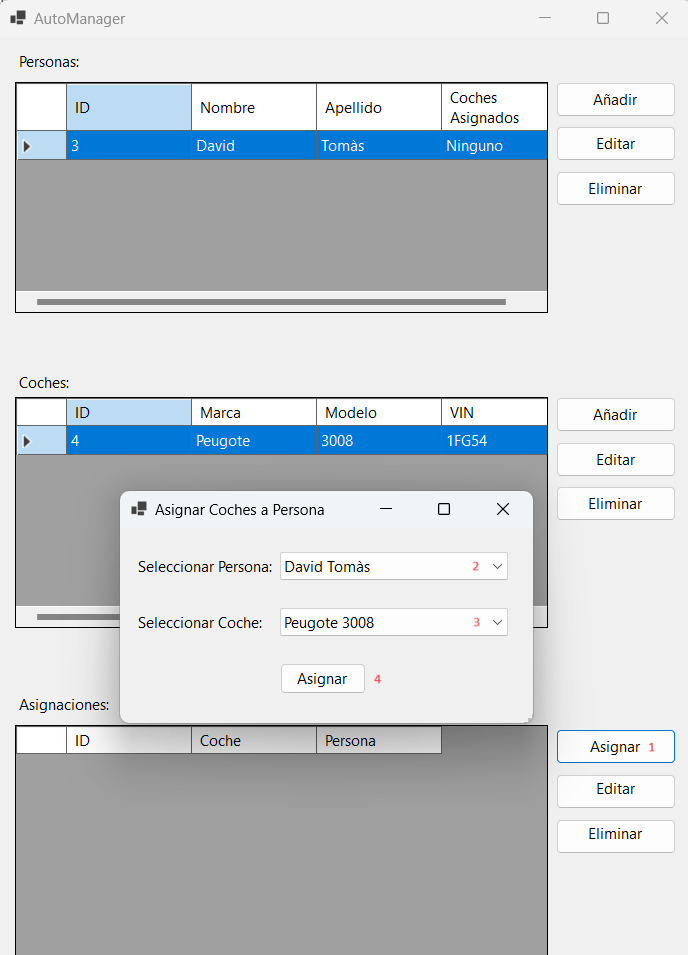 AutoManager
Personas:
ID Nombre Apellido Coches Asignados
3 David Tomàs Ninguno
Añadir
Editar
Eliminar
Coches:
ID Marca Modelo VIN
4 Peugote 3008 1FG54
Añadir
Editar
Eliminar
Asignar Coches a Persona
Seleccionar Persona: David Tomàs 2
Seleccionar Coche: Peugote 3008 3
Asignar 4
Asignaciones:
ID Coche Persona
Asignar 1
Editar
Eliminar